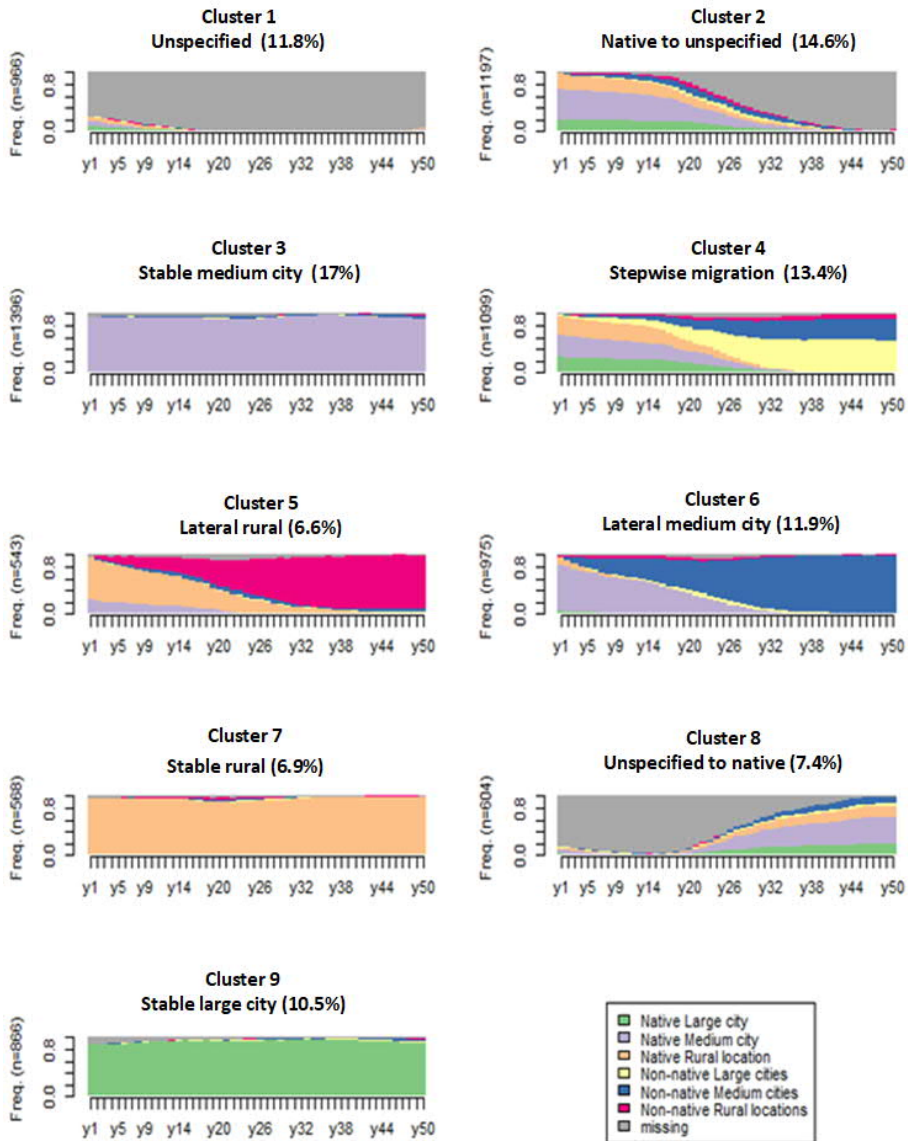 Cluster 1
Unspecified (11.8%)
Freq. (n=966)
0.0 0.8
y1 y5 y9 y14 y20 y26 y32 y38 y44 y50
Cluster 2
Native to unspecified (14.6%)
Freq. (n=1197)
0.0 0.8
y1 y5 y9 y14 y20 y26 y32 y38 y44 y50
Cluster 3
Stable medium city (17%)
Freq. (n=1396)
0.0 0.8
y1 y5 y9 y14 y20 y26 y32 y38 y44 y50
Cluster 4
Stepwise migration (13.4%)
Freq. (n=1099)
0.0 0.8
y1 y5 y9 y14 y20 y26 y32 y38 y44 y50
Cluster 5
Lateral rural (6.6%)
Freq. (n=543)
0.0 0.8
y1 y5 y9 y14 y20 y26 y32 y38 y44 y50
Cluster 6
Lateral medium city (11.9%)
Freq. (n=975)
0.0 0.8
y1 y5 y9 y14 y20 y26 y32 y38 y44 y50
Cluster 7
Stable rural (6.9%)
Freq. (n=568)
0.0 0.8
y1 y5 y9 y14 y20 y26 y32 y38 y44 y50
Cluster 8
Unspecified to native (7.4%)
Freq. (n=604)
0.0 0.8
y1 y5 y9 y14 y20 y26 y32 y38 y44 y50
Cluster 9
Stable large city (10.5%)
Freq. (n=866)
0.0 0.8
y1 y5 y9 y14 y20 y26 y32 y38 y44 y50
Native Large city
Native Medium city
Native Rural location
Non-native Large cities
Non-native Medium cities
Non-native Rural locations
missing